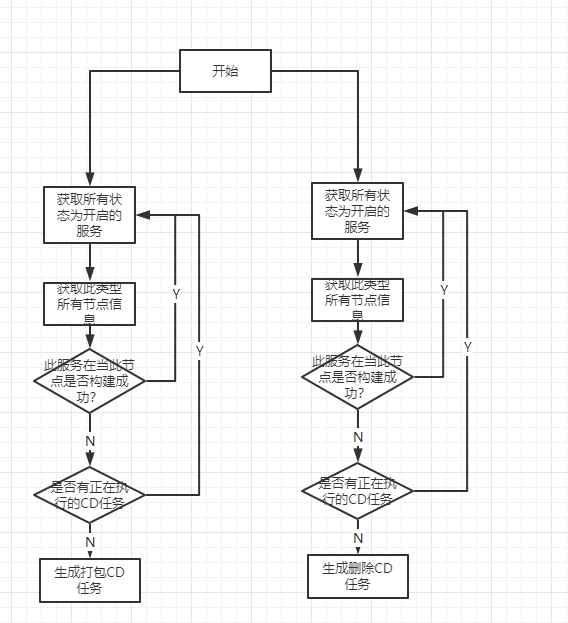 开始
获取所有状
态为开启的
服务
获取此类型
所有节点信
息
此服务在当此节
点是否构建成
功?
Y
Y
N
是否有正在执
行的CD任务
N
生成打包CD
任务
获取所有状
态为开启的
服务
获取此类型
所有节点信
息
此服务在当此节
点是否构建成
功?
Y
Y
N
是否有正在执
行的CD任务
N
生成删除CD
任务